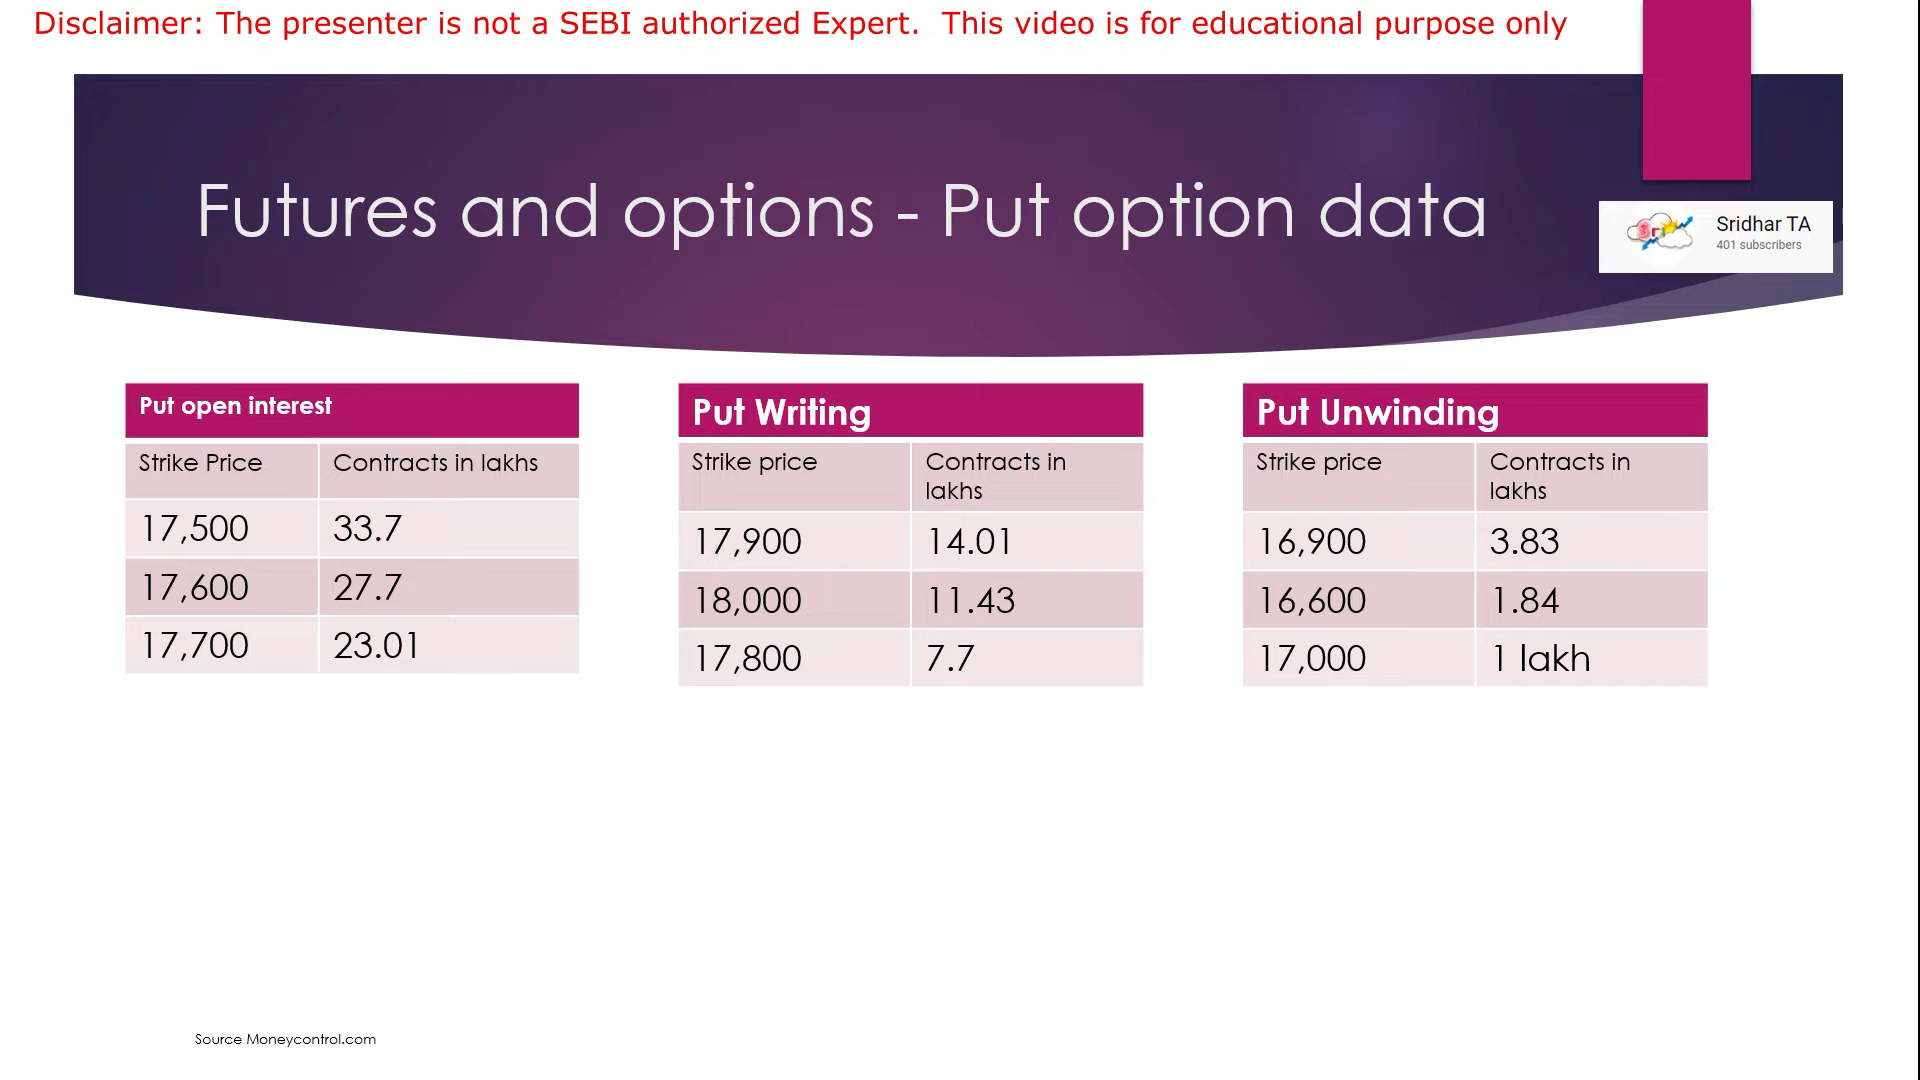 Disclaimer: The presenter is not a SEBI authorized Expert.  This video is for educational purpose only
Futures and options - Put option data
Sridhar TA
401 subscribers
Put open interest
Strike Price Contracts in lakhs
17,500 33.7
17,600 27.7
17,700 23.01
Put Writing
Strike price Contracts in
lakhs
17,900 14.01
18,000 11.43
17,800 7.7
Put Unwinding
Strike price Contracts in
lakhs
16,900 3.83
16,600 1.84
17,000 1 lakh
Source Moneycontrol.com